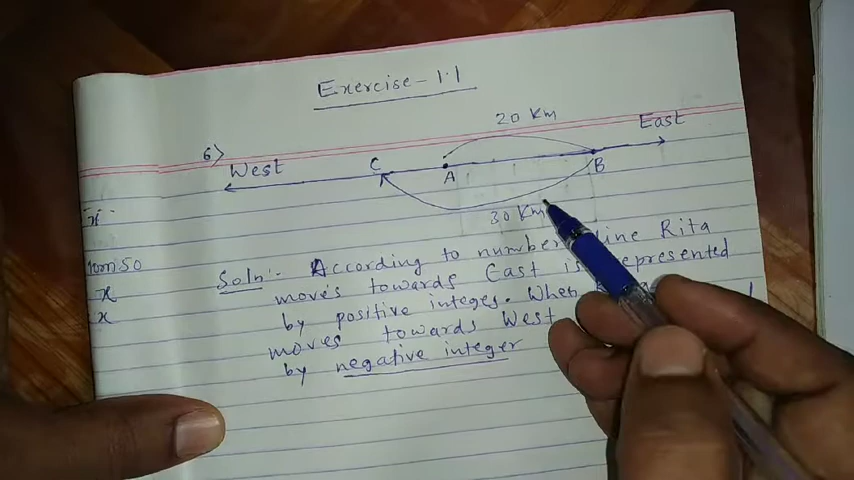 Exercise-1.1
20 Km
6>
West
East
C
A
B
30 Km
x
Soln:- According to number line Rita
move's towards East is represented
by positive integes. When
moves towards West
by negative integer
x
x